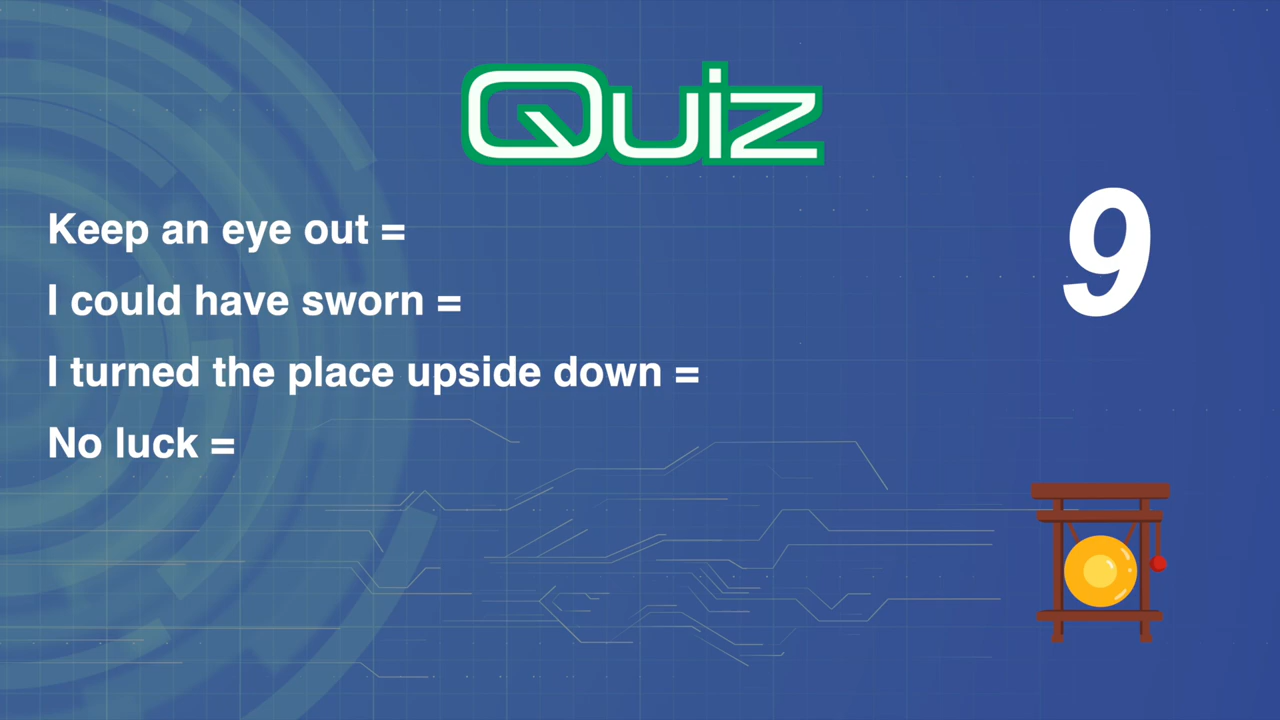 Quiz
9
Keep an eye out =
I could have sworn =
I turned the place upside down =
No luck =